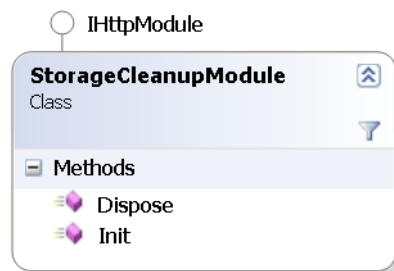 IHttpModule
StorageCleanupModule
Class
Methods
Dispose
Init